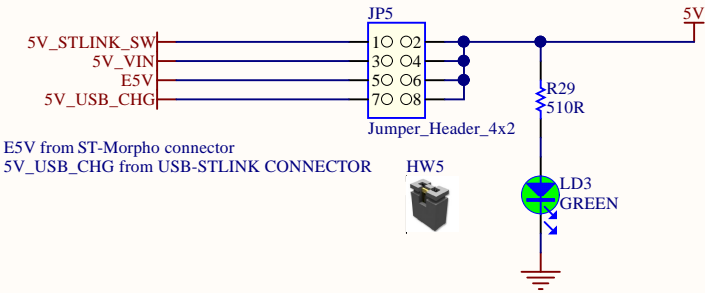 JP5
5V
5V_STLINK_SW
1 2
5V_VIN
3 4
E5V
5 6
5V_USB_CHG
7 8
R29
510R
Jumper_Header_4x2
E5V from ST-Morpho connector
5V_USB_CHG from USB-STLINK CONNECTOR
HW5
LD3
GREEN